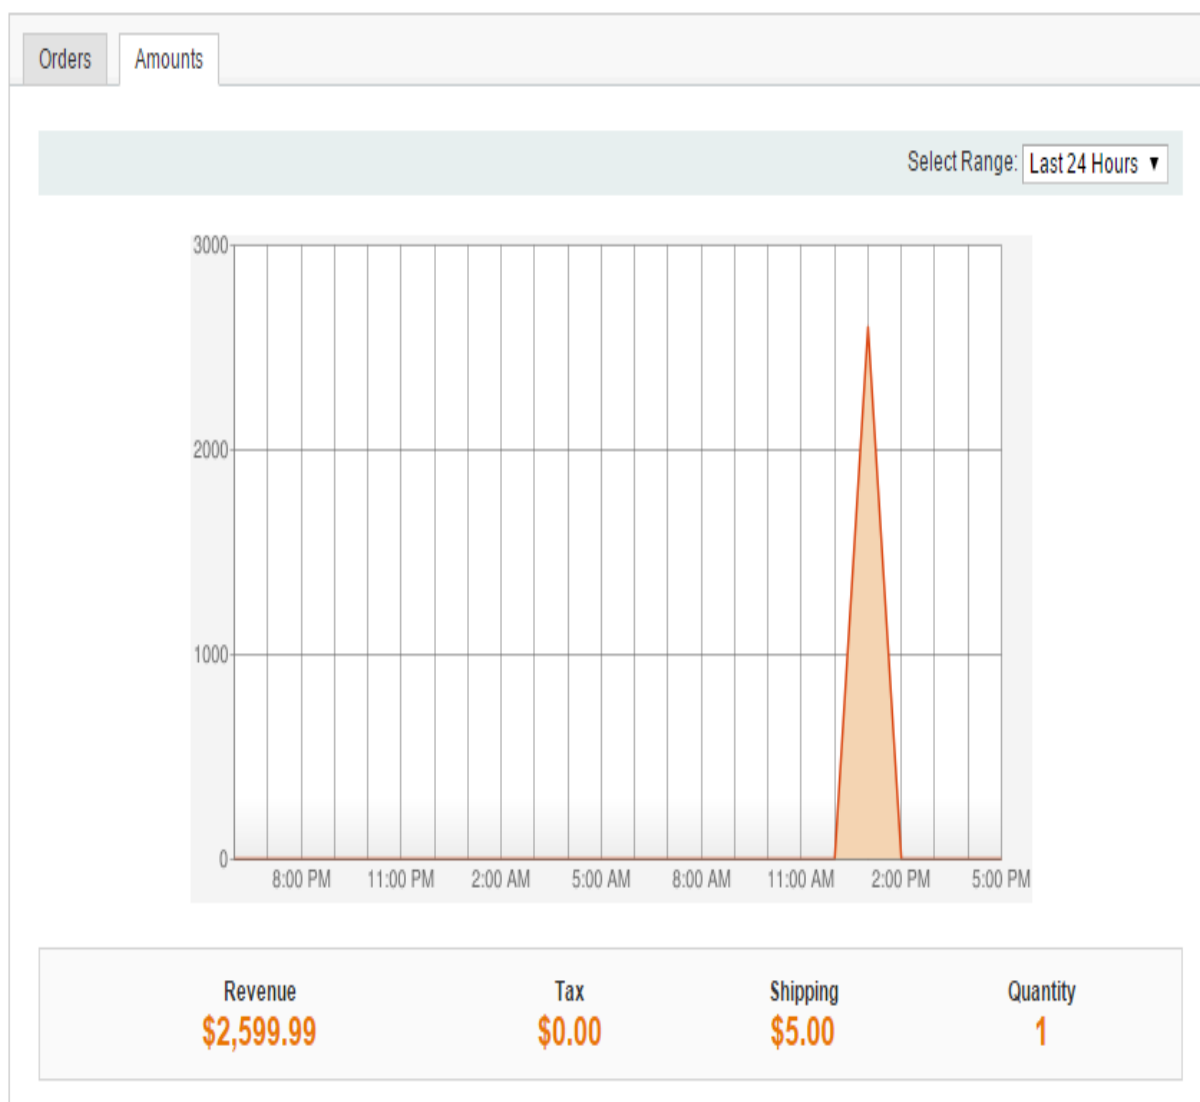 Orders Amounts
Select Range: Last 24 Hours
3000
2000
1000
0
8:00 PM 11:00 PM 2:00 AM 5:00 AM 8:00 AM 11:00 AM 2:00 PM 5:00 PM
Revenue Tax Shipping Quantity
$2,599.99 $0.00 $5.00 1